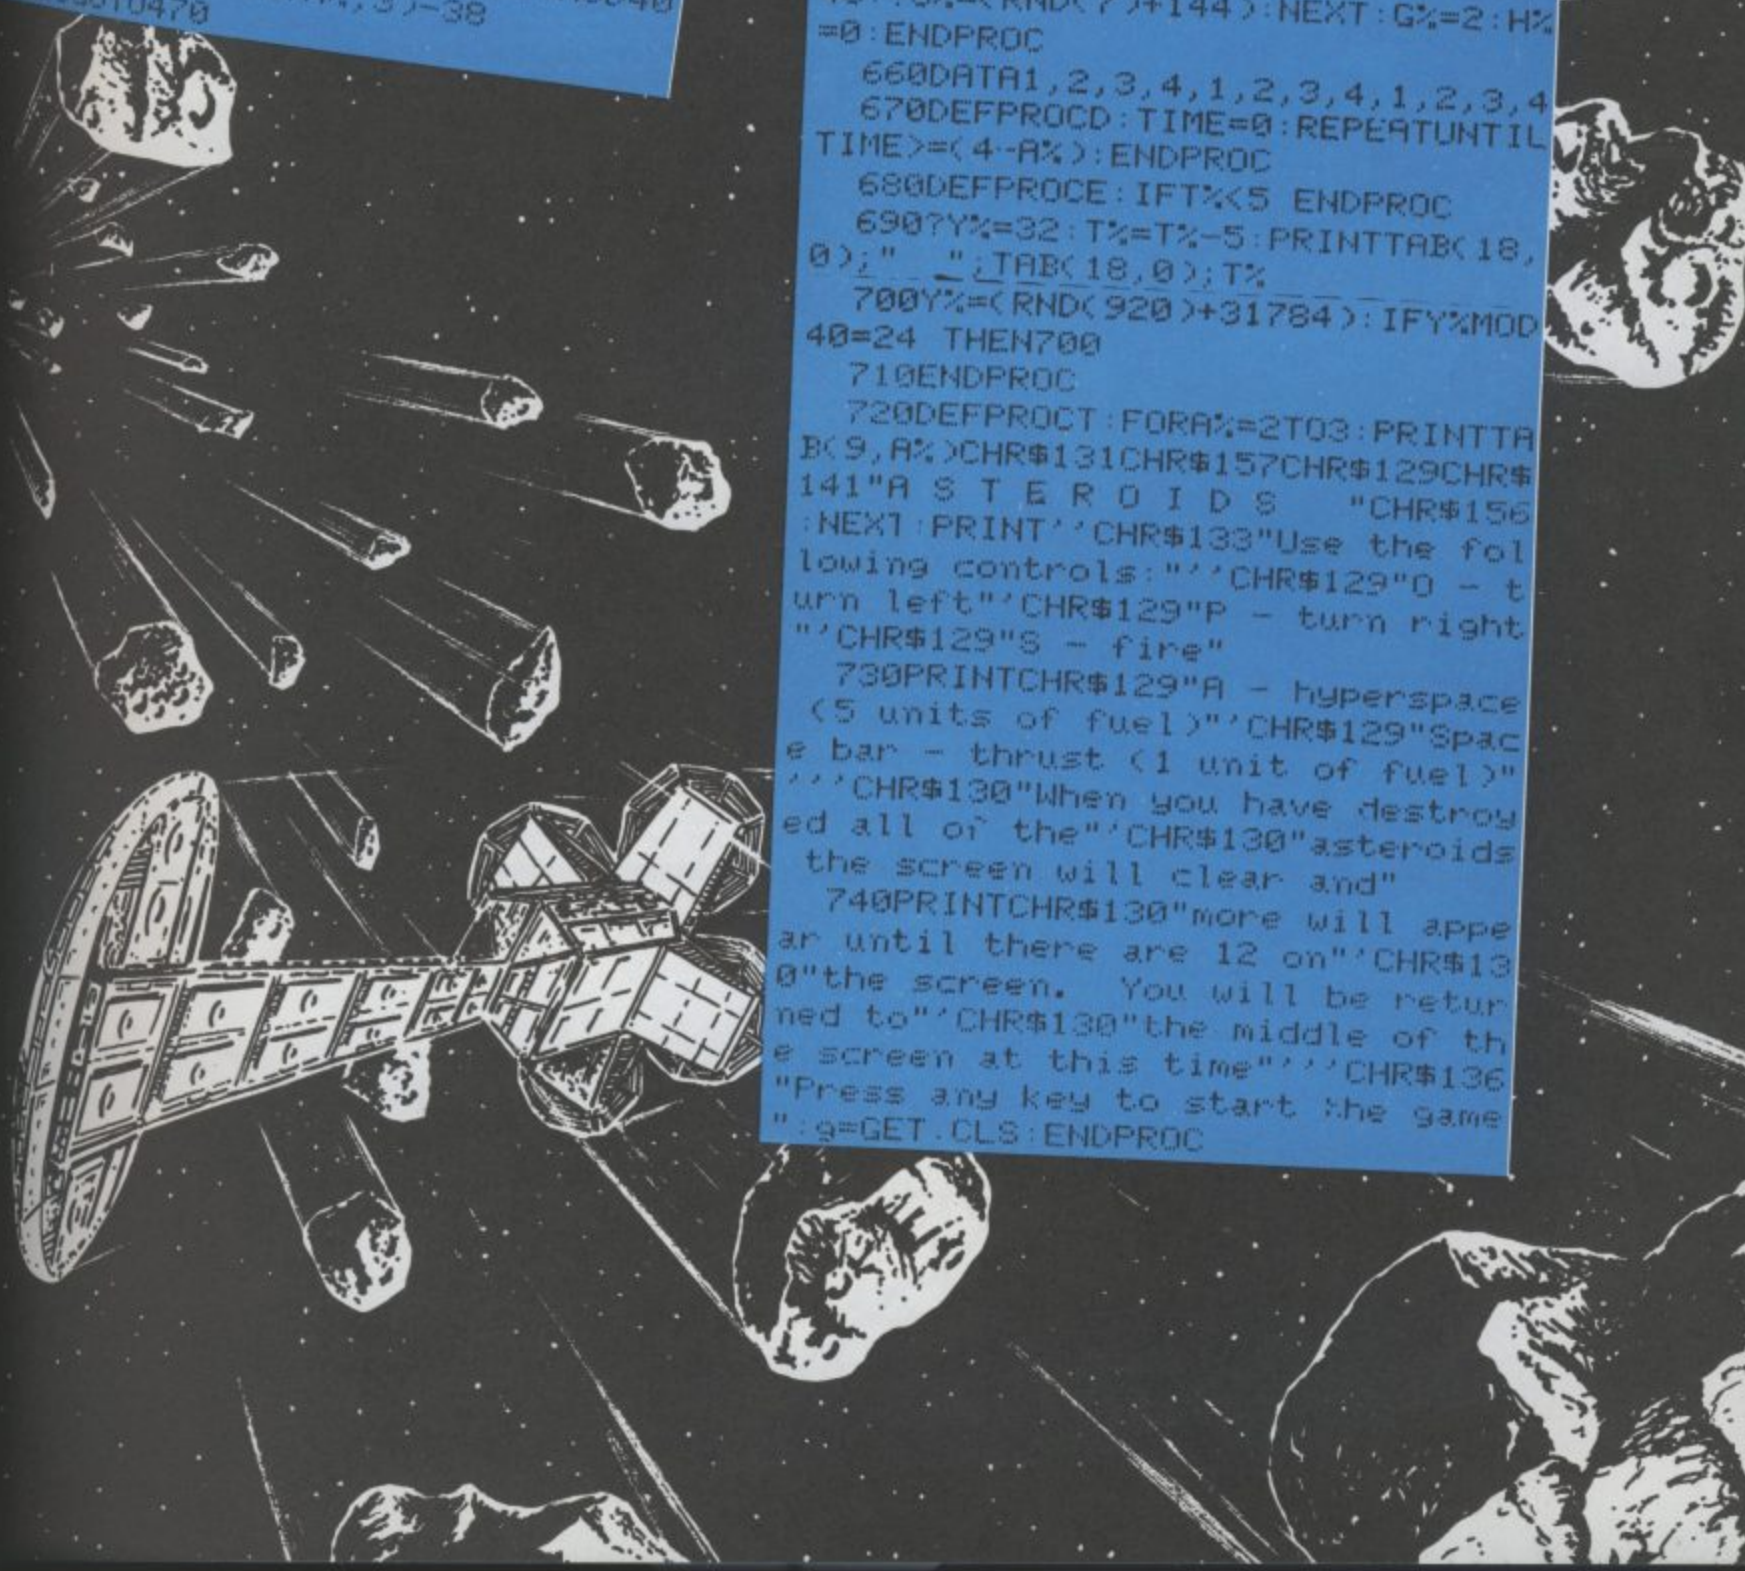 ,3)-38
0470
:G%=(RND(7)+144):NEXT:G%=2:H%
=0:ENDPROC
660DATA1,2,3,4,1,2,3,4,1,2,3,4
670DEFPROCD:TIME=0:REPEATUNTIL
TIME>=(4-A%):ENDPROC
680DEFPROCE:IFT%<5 ENDPROC
690?Y%=32:T%=T%-5:PRINTTAB(18,
0);"  ";TAB(18,0);T%
700Y%=(RND(920)+31784):IFY%MOD
40=24 THEN700
710ENDPROC
720DEFPROCT:FORA%=2TO3:PRINTTA
B(9,A%)CHR$131CHR$157CHR$129CHR$
141"A S T E R O I D S   "CHR$156
:NEXT:PRINT''CHR$133"Use the fol
lowing controls:"''CHR$129"O - t
urn left"'CHR$129"P - turn right
"'CHR$129"S - fire"
730PRINTCHR$129"A - hyperspace
(5 units of fuel)"'CHR$129"Spac
e bar - thrust (1 unit of fuel)"
'''CHR$130"When you have destroy
ed all of the"'CHR$130"asteroids
the screen will clear and"
740PRINTCHR$130"more will appe
ar until there are 12 on"'CHR$13
0"the screen.  You will be retur
ned to"'CHR$130"the middle of th
e screen at this time"'''CHR$136
"Press any key to start the game
":g=GET:CLS:ENDPROC